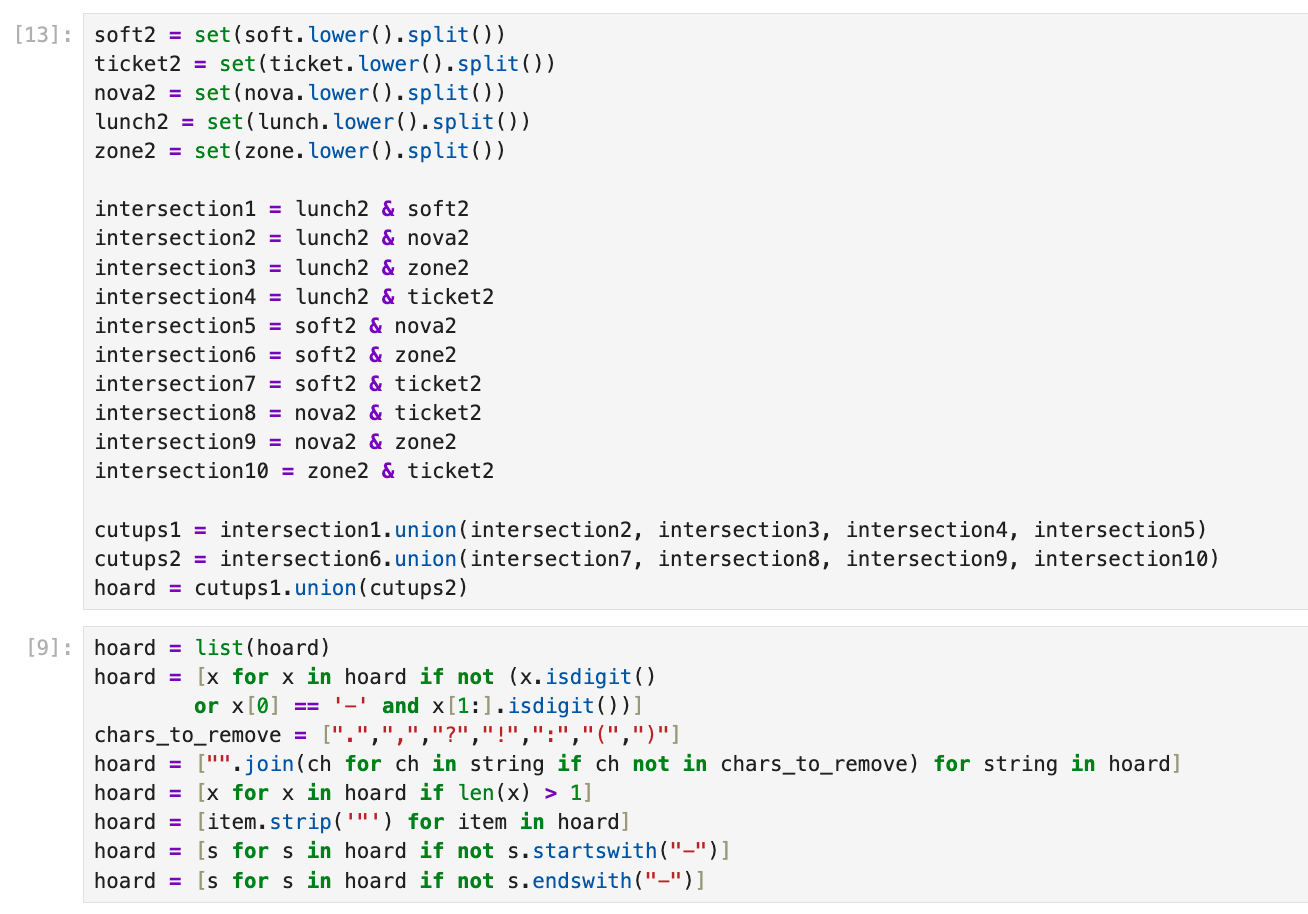 [13]:
soft2 = set(soft.lower().split())
ticket2 = set(ticket.lower().split())
nova2 = set(nova.lower().split())
lunch2 = set(lunch.lower().split())
zone2 = set(zone.lower().split())
intersection1 = lunch2 & soft2
intersection2 = lunch2 & nova2
intersection3 = lunch2 & zone2
intersection4 = lunch2 & ticket2
intersection5 = soft2 & nova2
intersection6 = soft2 & zone2
intersection7 = soft2 & ticket2
intersection8 = nova2 & ticket2
intersection9 = nova2 & zone2
intersection10 = zone2 & ticket2
cutups1 = intersection1.union(intersection2, intersection3, intersection4, intersection5)
cutups2 = intersection6.union(intersection7, intersection8, intersection9, intersection10)
hoard = cutups1.union(cutups2)
[9]:
hoard = list(hoard)
hoard = [x for x in hoard if not (x.isdigit()
        or x[0] == '-' and x[1:].isdigit())]
chars_to_remove = [".",",","?","!",":","(",")"]
hoard = ["".join(ch for ch in string if ch not in chars_to_remove) for string in hoard]
hoard = [x for x in hoard if len(x) > 1]
hoard = [item.strip('"') for item in hoard]
hoard = [s for s in hoard if not s.startswith("-")]
hoard = [s for s in hoard if not s.endswith("-")]